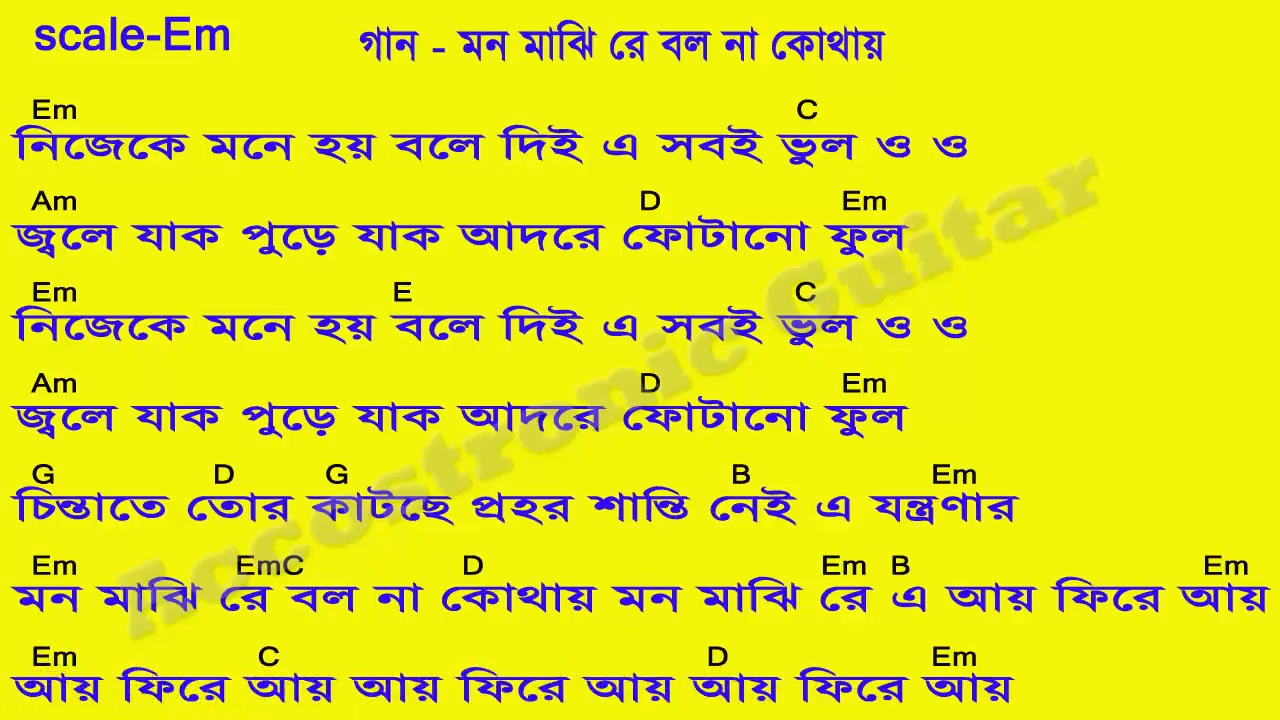 scale-Em গান - মন মাঝি রে বল না কোথায়
Em C
নিজেকে মনে হয় বলে দিই এ সবই ভুল ও ও
Am D Em
জ্বলে যাক পুড়ে যাক আদরে ফোটানো ফুল
Em E C
নিজেকে মনে হয় বলে দিই এ সবই ভুল ও ও
Am D Em
জ্বলে যাক পুড়ে যাক আদরে ফোটানো ফুল
G D G B Em
চিন্তাতে তোর কাটছে প্রহর শান্তি নেই এ যন্ত্রণার
Em EmC D Em B Em
মন মাঝি রে বল না কোথায় মন মাঝি রে এ আয় ফিরে আয়
Em C D Em
আয় ফিরে আয় আয় ফিরে আয় আয় ফিরে আয়
Accostronic Guitar